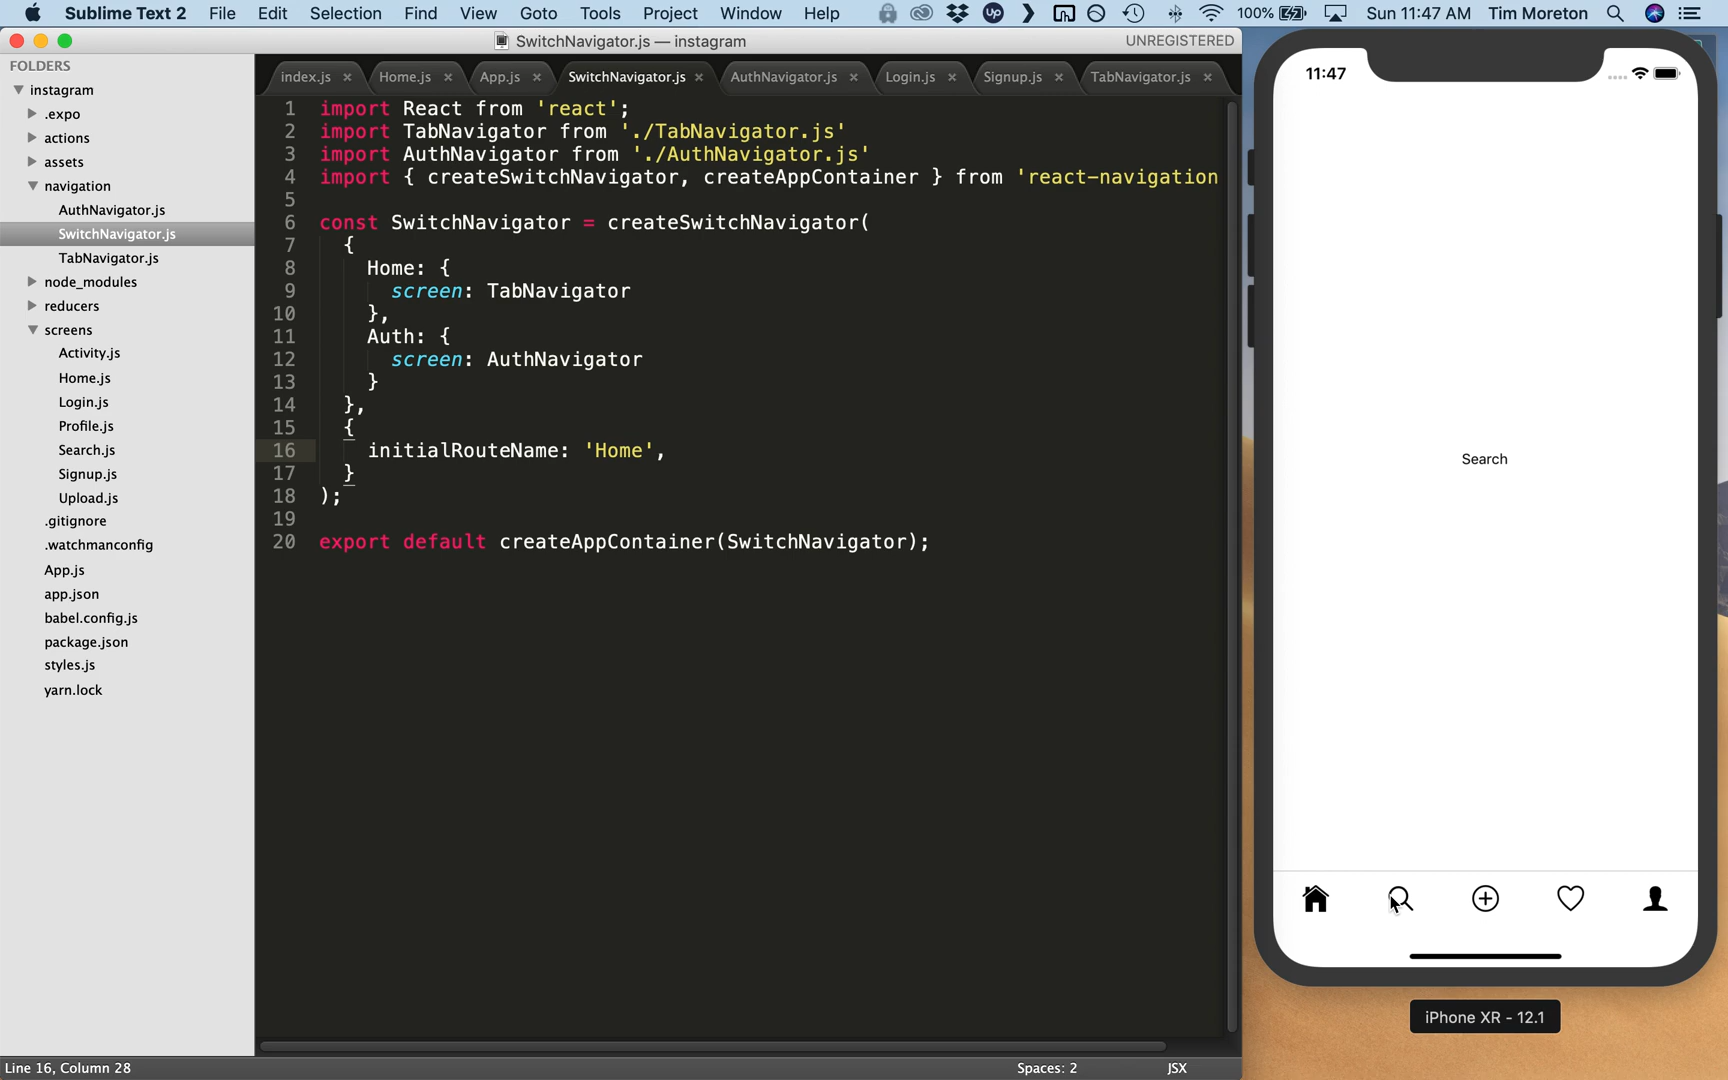 Sublime Text 2 File Edit Selection Find View Goto Tools Project Window Help Up 100% Sun 11:47 AM Tim Moreton
SwitchNavigator.js — instagram UNREGISTERED
FOLDERS
instagram
.expo
actions
assets
navigation
AuthNavigator.js
SwitchNavigator.js
TabNavigator.js
node_modules
reducers
screens
Activity.js
Home.js
Login.js
Profile.js
Search.js
Signup.js
Upload.js
.gitignore
.watchmanconfig
App.js
app.json
babel.config.js
package.json
styles.js
yarn.lock
index.js × Home.js × App.js × SwitchNavigator.js × AuthNavigator.js × Login.js × Signup.js × TabNavigator.js ×
1 import React from 'react';
2 import TabNavigator from './TabNavigator.js'
3 import AuthNavigator from './AuthNavigator.js'
4 import { createSwitchNavigator, createAppContainer } from 'react-navigation
5
6 const SwitchNavigator = createSwitchNavigator(
7 {
8 Home: {
9 screen: TabNavigator
10 },
11 Auth: {
12 screen: AuthNavigator
13 }
14 },
15 {
16 initialRouteName: 'Home',
17 }
18 );
19
20 export default createAppContainer(SwitchNavigator);
11:47
Search
iPhone XR - 12.1
Line 16, Column 28 Spaces: 2 JSX